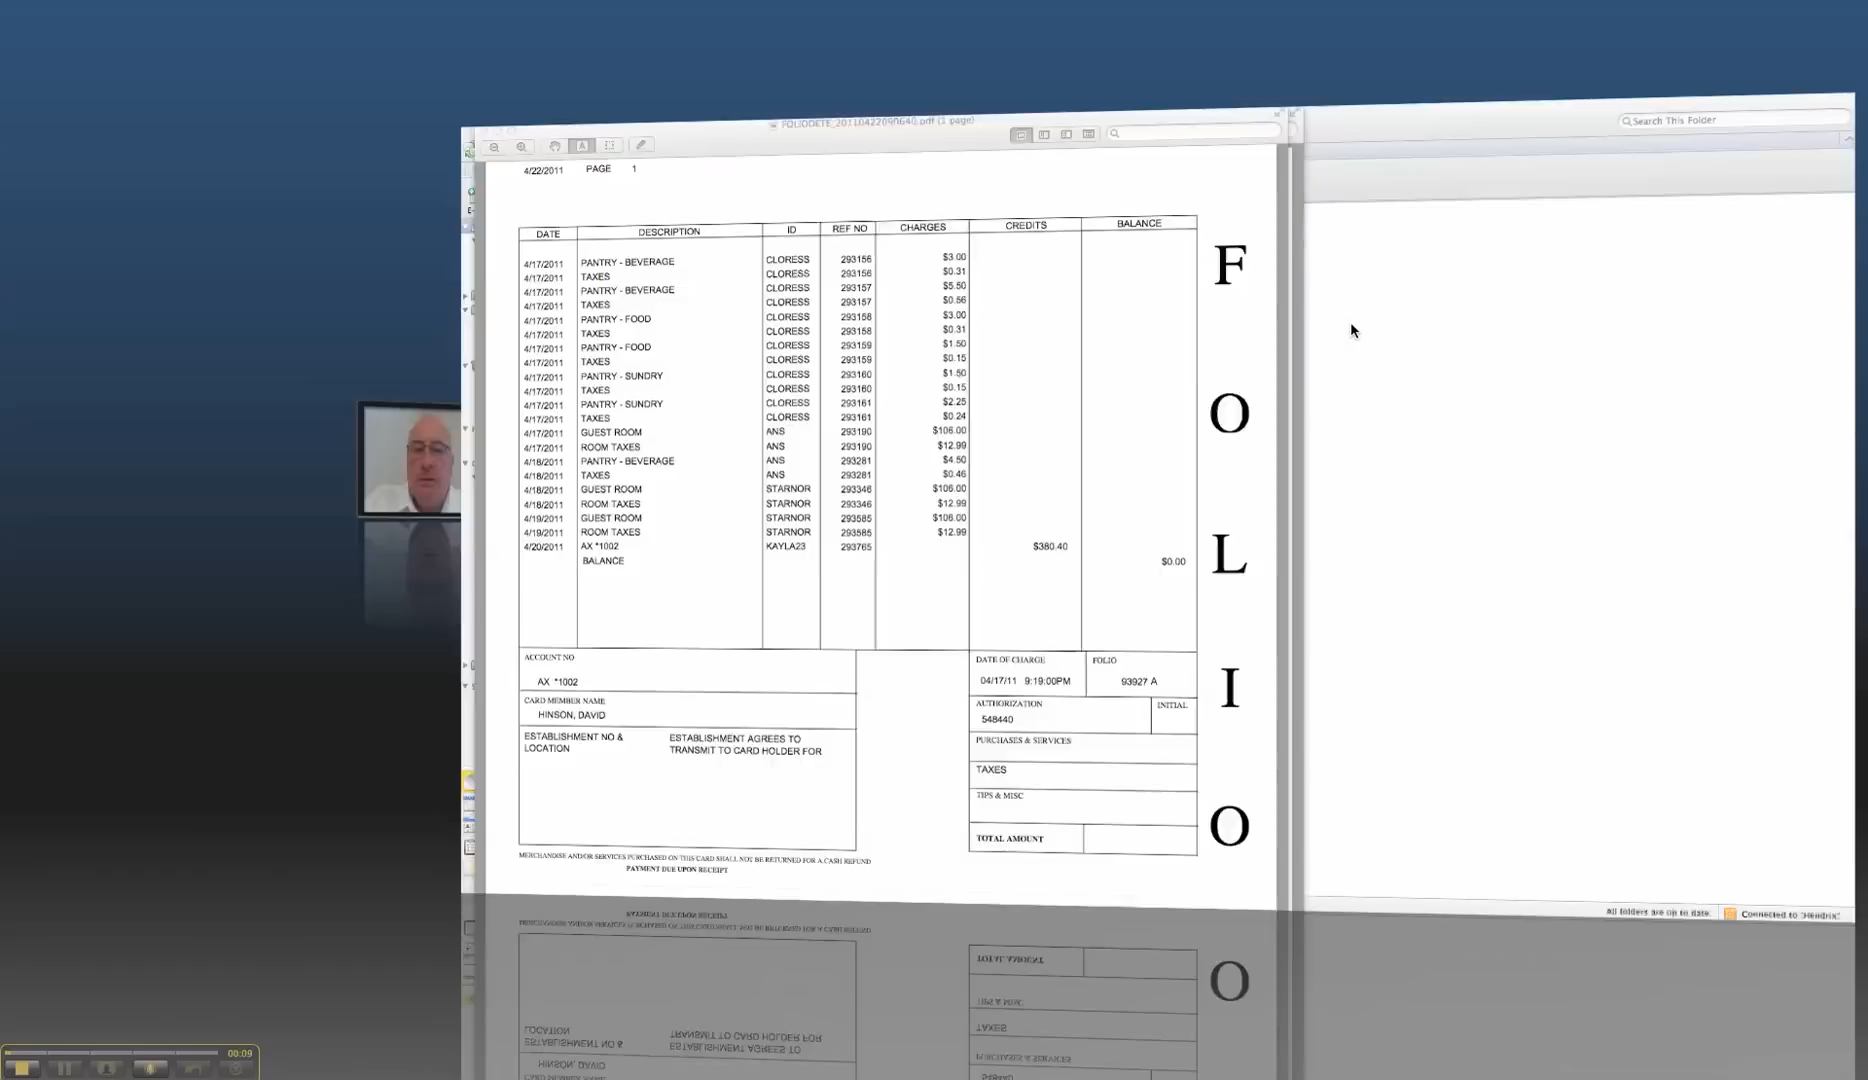 FOLIODETE_20110422090640.pdf (1 page)
Search This Folder
4/22/2011 PAGE 1
DATE DESCRIPTION ID REF NO CHARGES CREDITS BALANCE
4/17/2011 PANTRY - BEVERAGE CLORESS 293156 $3.00
4/17/2011 TAXES CLORESS 293156 $0.31
4/17/2011 PANTRY - BEVERAGE CLORESS 293157 $5.50
4/17/2011 TAXES CLORESS 293157 $0.56
4/17/2011 PANTRY - FOOD CLORESS 293158 $3.00
4/17/2011 TAXES CLORESS 293158 $0.31
4/17/2011 PANTRY - FOOD CLORESS 293159 $1.50
4/17/2011 TAXES CLORESS 293159 $0.15
4/17/2011 PANTRY - SUNDRY CLORESS 293160 $1.50
4/17/2011 TAXES CLORESS 293160 $0.15
4/17/2011 PANTRY - SUNDRY CLORESS 293161 $2.25
4/17/2011 TAXES CLORESS 293161 $0.24
4/17/2011 GUEST ROOM ANS 293190 $106.00
4/17/2011 ROOM TAXES ANS 293190 $12.99
4/18/2011 PANTRY - BEVERAGE ANS 293281 $4.50
4/18/2011 TAXES ANS 293281 $0.46
4/18/2011 GUEST ROOM STARNOR 293346 $106.00
4/18/2011 ROOM TAXES STARNOR 293346 $12.99
4/19/2011 GUEST ROOM STARNOR 293585 $106.00
4/19/2011 ROOM TAXES STARNOR 293585 $12.99
4/20/2011 AX *1002 KAYLA23 293765 $380.40
BALANCE $0.00
F
O
L
I
O
ACCOUNT NO
AX *1002
CARD MEMBER NAME
HINSON, DAVID
ESTABLISHMENT NO &
LOCATION
ESTABLISHMENT AGREES TO
TRANSMIT TO CARD HOLDER FOR
DATE OF CHARGE
04/17/11 9:19:00PM
FOLIO
93927 A
AUTHORIZATION
548440
INITIAL
PURCHASES & SERVICES
TAXES
TIPS & MISC
TOTAL AMOUNT
MERCHANDISE AND/OR SERVICES PURCHASED ON THIS CARD SHALL NOT BE RETURNED FOR A CASH REFUND
PAYMENT DUE UPON RECEIPT
All folders are up to date.
Connected to "Hendrix"
00:09